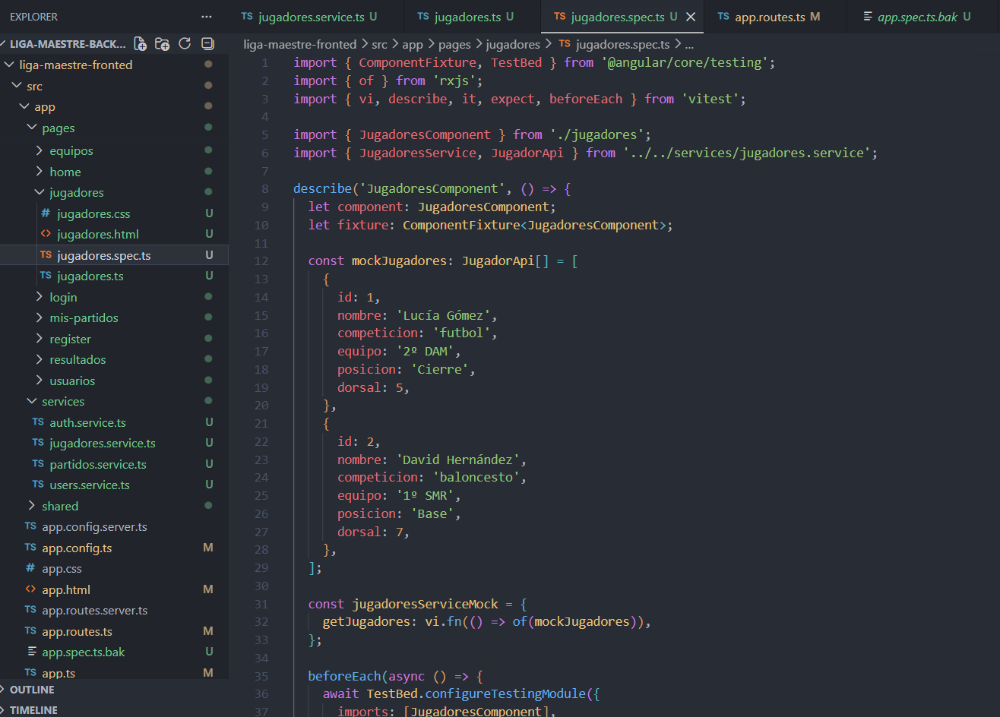 EXPLORER ...
LIGA-MAESTRE-BACK...
liga-maestre-fronted
src
app
pages
equipos
home
jugadores
# jugadores.css U
<> jugadores.html U
TS jugadores.spec.ts U
TS jugadores.ts U
login
mis-partidos
register
resultados
usuarios
services
TS auth.service.ts U
TS jugadores.service.ts U
TS partidos.service.ts U
TS users.service.ts U
shared
TS app.config.server.ts
TS app.config.ts M
# app.css
<> app.html M
TS app.routes.server.ts
TS app.routes.ts M
app.spec.ts.bak U
TS app.ts M
OUTLINE
TIMELINE
TS jugadores.service.ts U TS jugadores.ts U TS jugadores.spec.ts U TS app.routes.ts M app.spec.ts.bak U
liga-maestre-fronted > src > app > pages > jugadores > TS jugadores.spec.ts > ...
1 import { ComponentFixture, TestBed } from '@angular/core/testing';
2 import { of } from 'rxjs';
3 import { vi, describe, it, expect, beforeEach } from 'vitest';
4
5 import { JugadoresComponent } from './jugadores';
6 import { JugadoresService, JugadorApi } from '../../services/jugadores.service';
7
8 describe('JugadoresComponent', () => {
9 let component: JugadoresComponent;
10 let fixture: ComponentFixture<JugadoresComponent>;
11
12 const mockJugadores: JugadorApi[] = [
13 {
14 id: 1,
15 nombre: 'Lucía Gómez',
16 competicion: 'futbol',
17 equipo: '2º DAM',
18 posicion: 'Cierre',
19 dorsal: 5,
20 },
21 {
22 id: 2,
23 nombre: 'David Hernández',
24 competicion: 'baloncesto',
25 equipo: '1º SMR',
26 posicion: 'Base',
27 dorsal: 7,
28 },
29 ];
30
31 const jugadoresServiceMock = {
32 getJugadores: vi.fn(() => of(mockJugadores)),
33 };
34
35 beforeEach(async () => {
36 await TestBed.configureTestingModule({
37 imports: [JugadoresComponent],